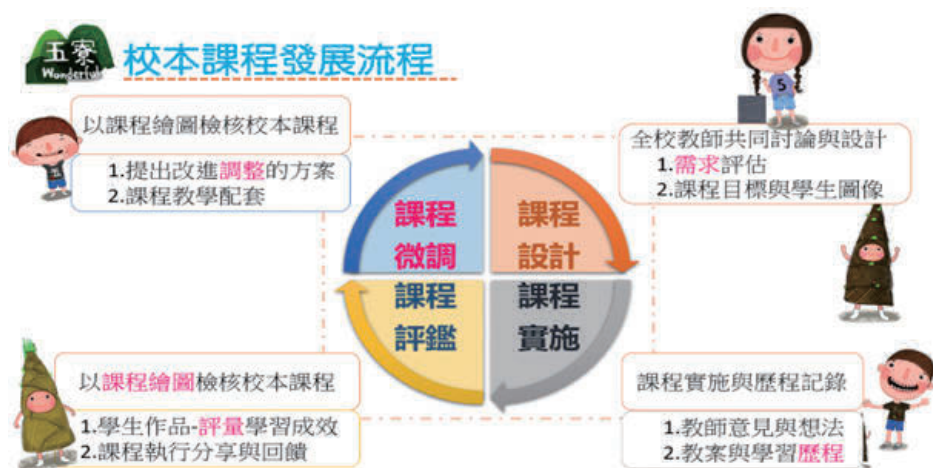 五寮
Wonderful
校本課程發展流程
以課程繪圖檢核校本課程
1.提出改進調整的方案
2.課程教學配套
全校教師共同討論與設計
1.需求評估
2.課程目標與學生圖像
5
課程
微調
課程
設計
課程
評鑑
課程
實施
以課程繪圖檢核校本課程
1.學生作品-評量學習成效
2.課程執行分享與回饋
課程實施與歷程記錄
1.教師意見與想法
2.教案與學習歷程